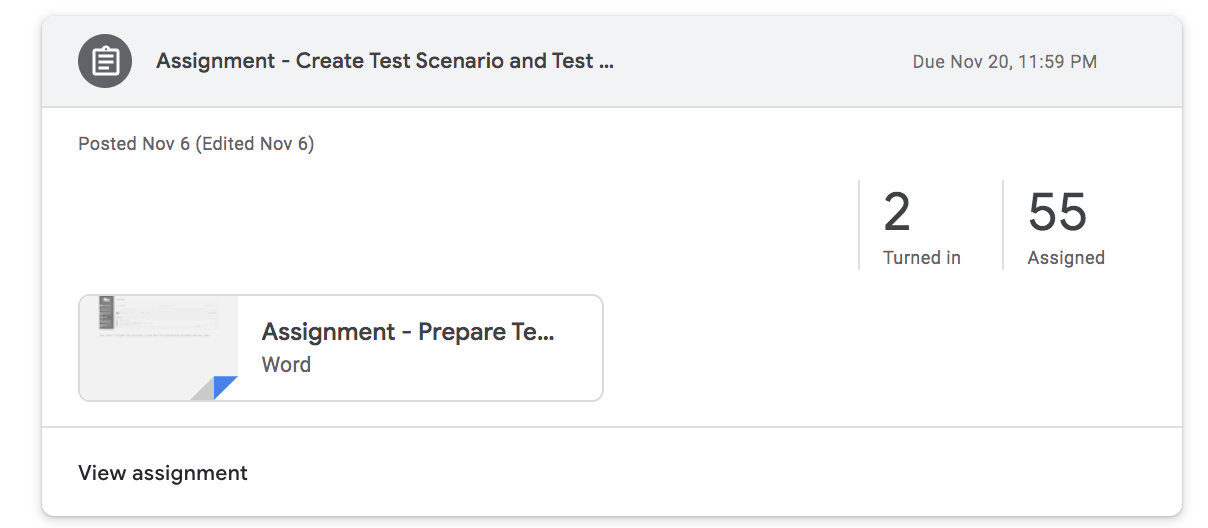 Assignment - Create Test Scenario and Test ...
Due Nov 20, 11:59 PM
Posted Nov 6 (Edited Nov 6)
2
Turned in
55
Assigned
Assignment - Prepare Te...
Word
View assignment